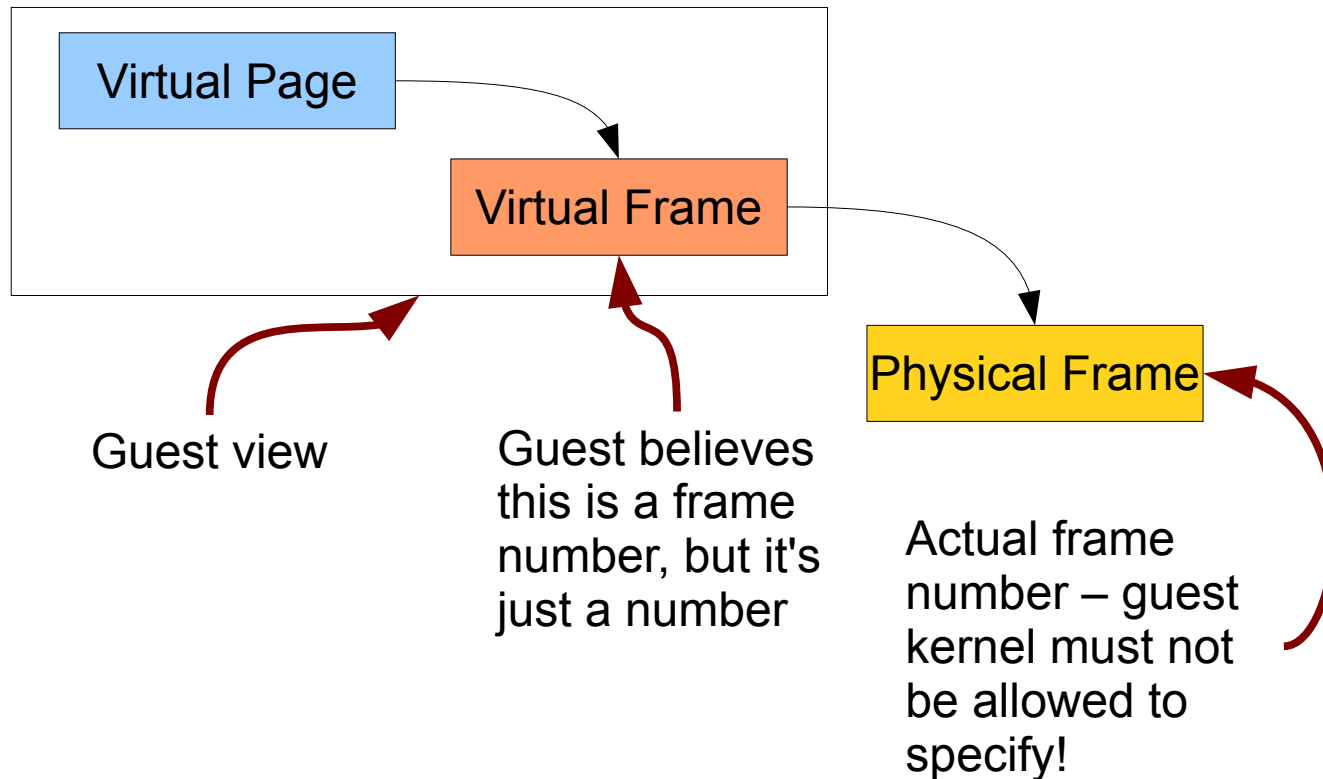 Virtual Page
Virtual Frame
Physical Frame
Guest view
Guest believes
this is a frame
number, but it's
just a number
Actual frame
number – guest
kernel must not
be allowed to
specify!